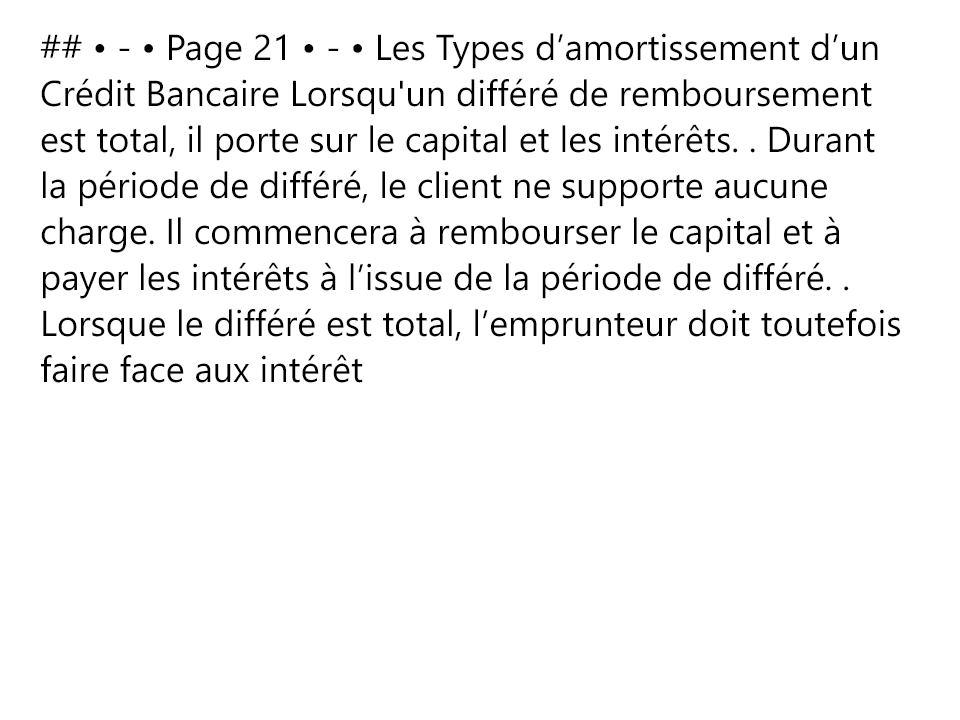 ## • - • Page 21 • - • Les Types d’amortissement d’un
Crédit Bancaire Lorsqu'un différé de remboursement
est total, il porte sur le capital et les intérêts. . Durant
la période de différé, le client ne supporte aucune
charge. Il commencera à rembourser le capital et à
payer les intérêts à l’issue de la période de différé. .
Lorsque le différé est total, l’emprunteur doit toutefois
faire face aux intérêt